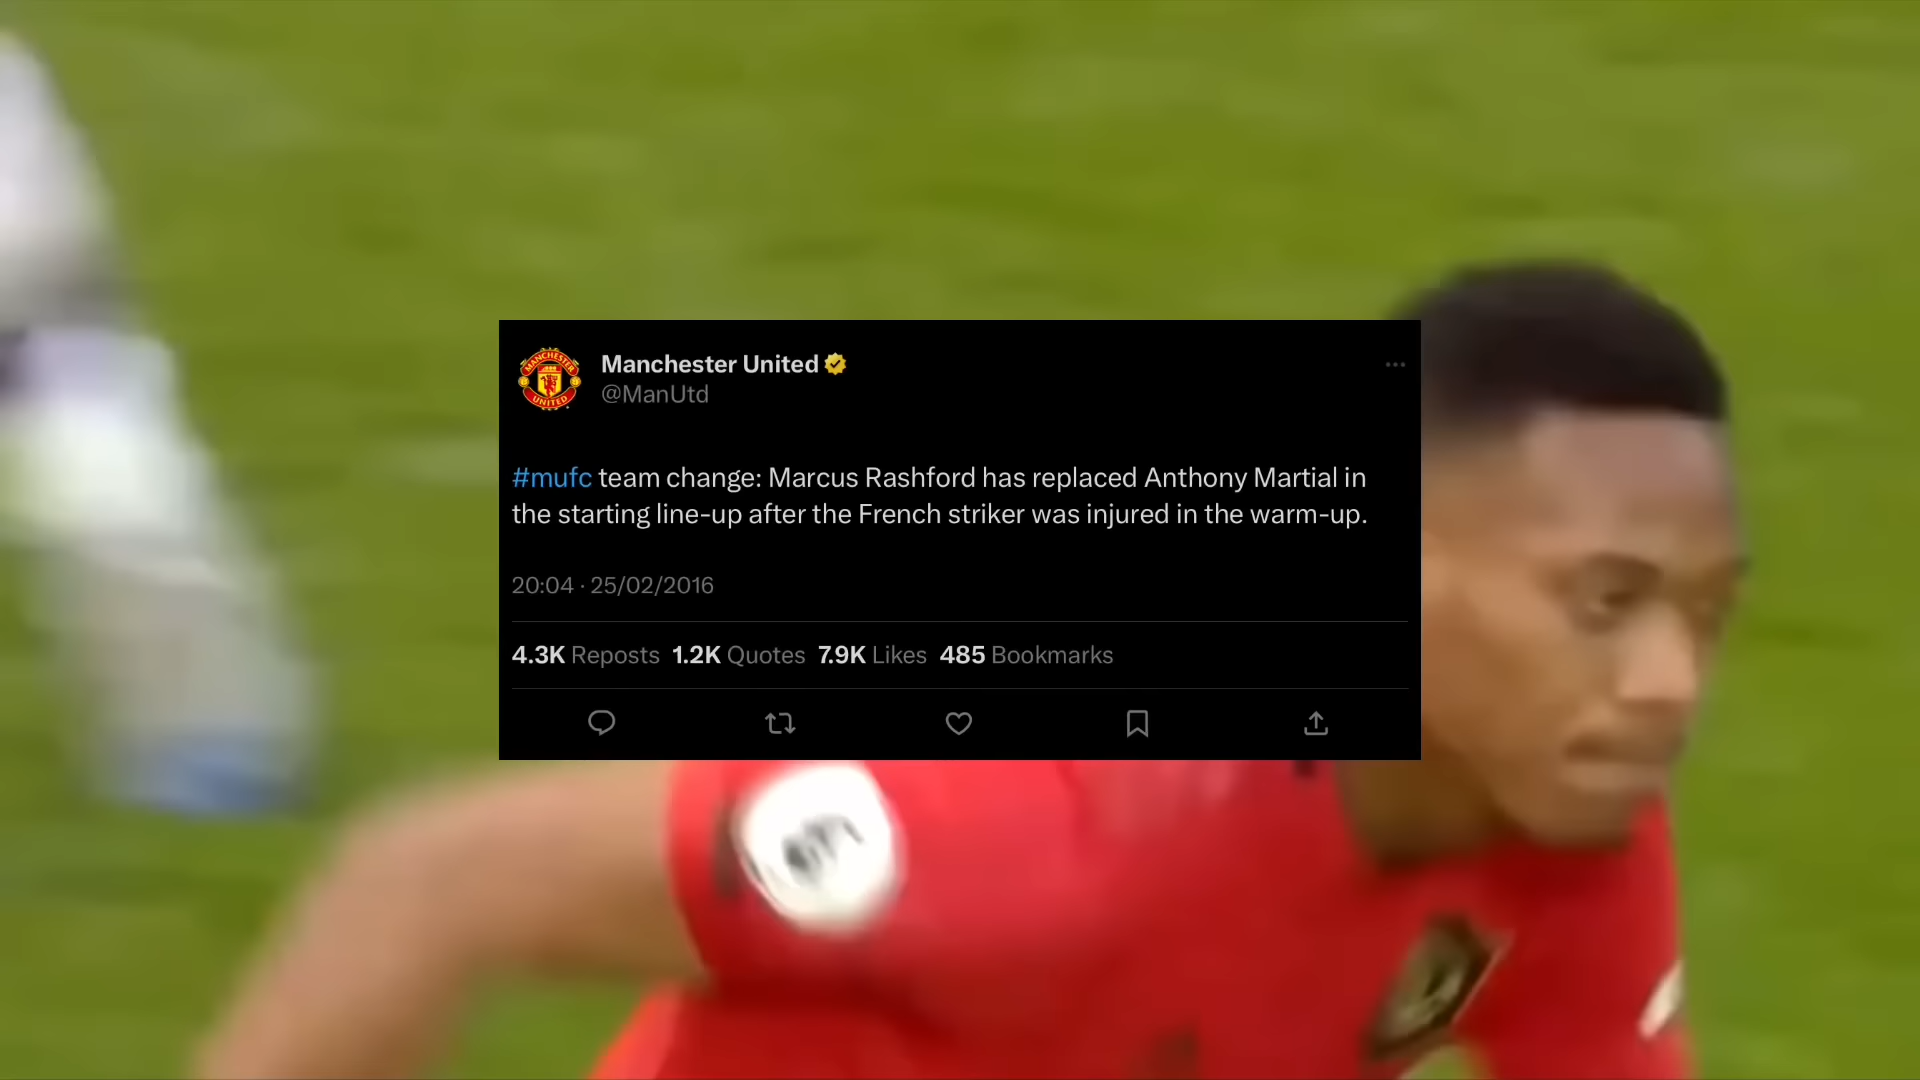 MANCHESTER
UNITED
Manchester United
@ManUtd
#mufc team change: Marcus Rashford has replaced Anthony Martial in
the starting line-up after the French striker was injured in the warm-up.
20:04 · 25/02/2016
4.3K Reposts 1.2K Quotes 7.9K Likes 485 Bookmarks